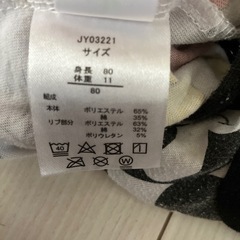 JY03221
サイズ
身長 80
体重 11
80
組成
本体 ポリエステル 65%
綿 35%
リブ部分 ポリエステル 63%
綿 32%
ポリウレタン 5%
40
W